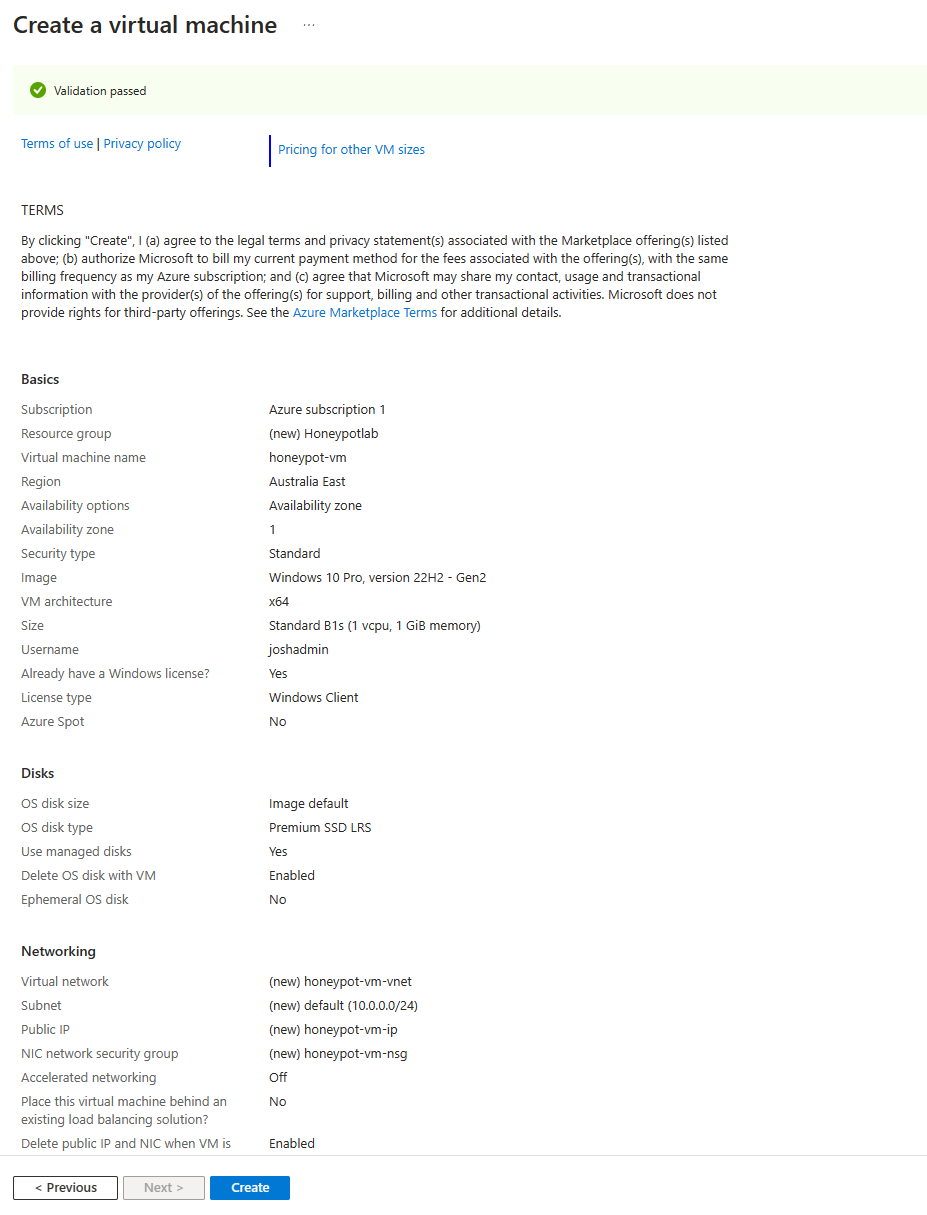 Create a virtual machine ...
Validation passed
Terms of use | Privacy policy
Pricing for other VM sizes
TERMS
By clicking "Create", I (a) agree to the legal terms and privacy statement(s) associated with the Marketplace offering(s) listed
above; (b) authorize Microsoft to bill my current payment method for the fees associated with the offering(s), with the same
billing frequency as my Azure subscription; and (c) agree that Microsoft may share my contact, usage and transactional
information with the provider(s) of the offering(s) for support, billing and other transactional activities. Microsoft does not
provide rights for third-party offerings. See the Azure Marketplace Terms for additional details.
Basics
Subscription Azure subscription 1
Resource group (new) Honeypotlab
Virtual machine name honeypot-vm
Region Australia East
Availability options Availability zone
Availability zone 1
Security type Standard
Image Windows 10 Pro, version 22H2 - Gen2
VM architecture x64
Size Standard B1s (1 vcpu, 1 GiB memory)
Username joshadmin
Already have a Windows license? Yes
License type Windows Client
Azure Spot No
Disks
OS disk size Image default
OS disk type Premium SSD LRS
Use managed disks Yes
Delete OS disk with VM Enabled
Ephemeral OS disk No
Networking
Virtual network (new) honeypot-vm-vnet
Subnet (new) default (10.0.0.0/24)
Public IP (new) honeypot-vm-ip
NIC network security group (new) honeypot-vm-nsg
Accelerated networking Off
Place this virtual machine behind an No
existing load balancing solution?
Delete public IP and NIC when VM is Enabled
< Previous Next > Create